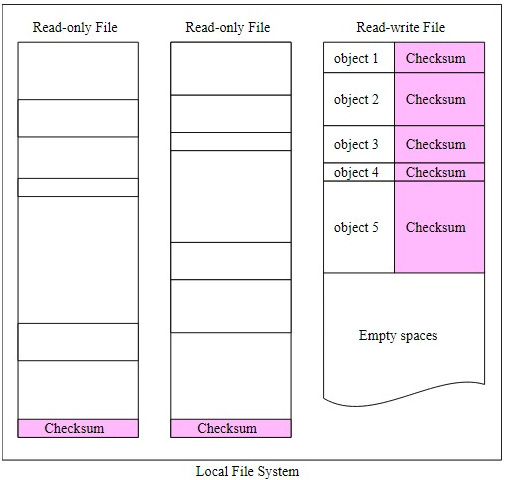 Read-only File
Read-only File
Read-write File
object 1 Checksum
object 2 Checksum
object 3 Checksum
object 4 Checksum
object 5 Checksum
Empty spaces
Checksum
Checksum
Local File System